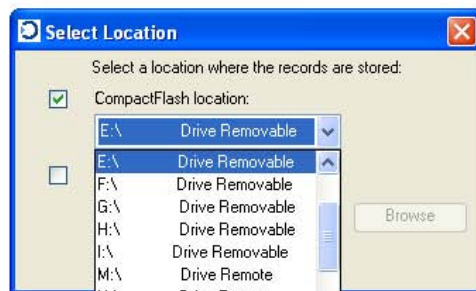 Select Location
Select a location where the records are stored:
CompactFlash location:
E:\ Drive Removable
E:\ Drive Removable
F:\ Drive Removable
G:\ Drive Removable
H:\ Drive Removable
Browse
I:\ Drive Removable
M:\ Drive Remote